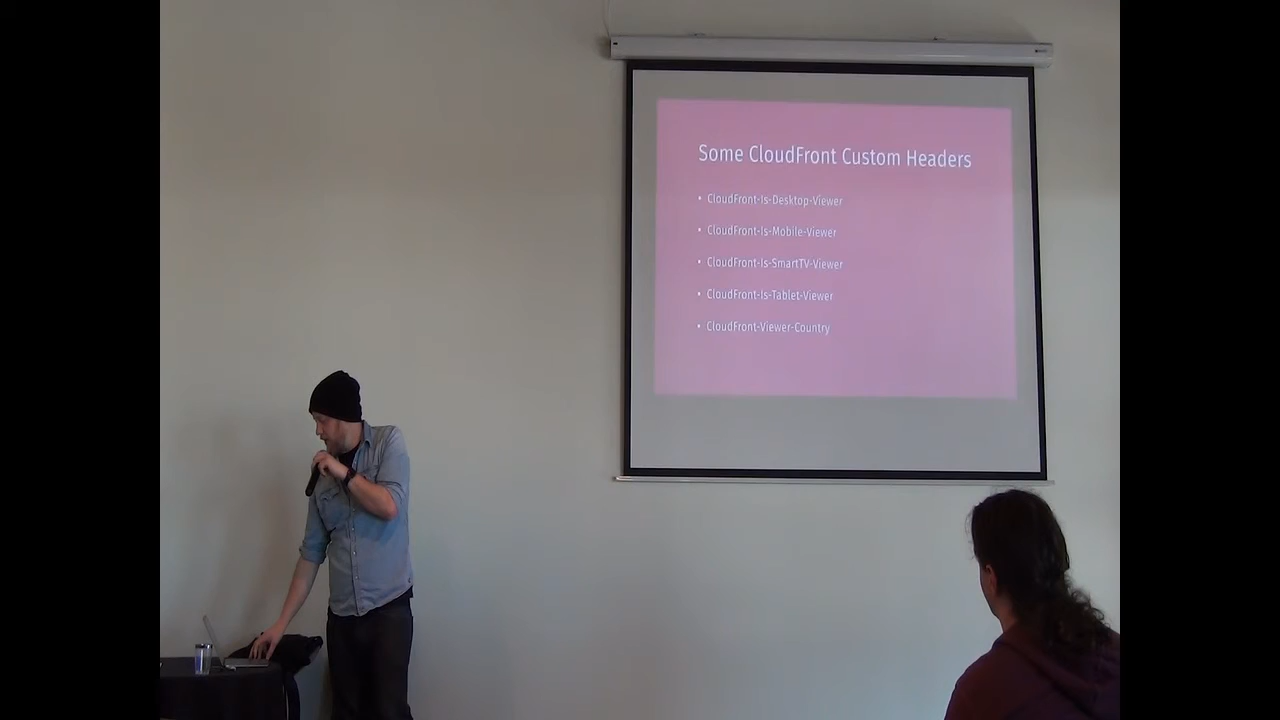 Some CloudFront Custom Headers
• CloudFront-Is-Desktop-Viewer
• CloudFront-Is-Mobile-Viewer
• CloudFront-Is-SmartTV-Viewer
• CloudFront-Is-Tablet-Viewer
• CloudFront-Viewer-Country